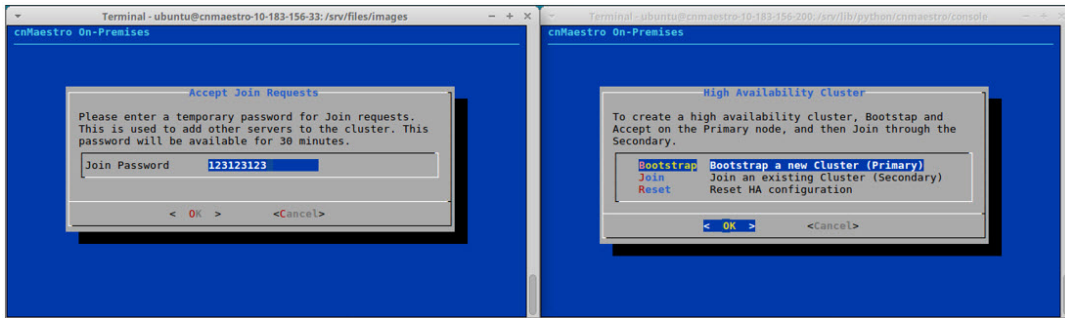 Terminal - ubuntu@cnmaestro-10-183-156-33: /srv/files/images
cnMaestro On-Premises
Accept Join Requests
Please enter a temporary password for Join requests.
This is used to add other servers to the cluster. This
password will be available for 30 minutes.
Join Password 123123123
< OK > <Cancel>
Terminal - ubuntu@cnmaestro-10-183-156-200:/srv/lib/python/cnmaestro/console
cnMaestro On-Premises
High Availability Cluster
To create a high availability cluster, Bootstap and
Accept on the Primary node, and then Join through the
Secondary.
Bootstrap Bootstrap a new Cluster (Primary)
Join Join an existing Cluster (Secondary)
Reset Reset HA configuration
< OK > <Cancel>